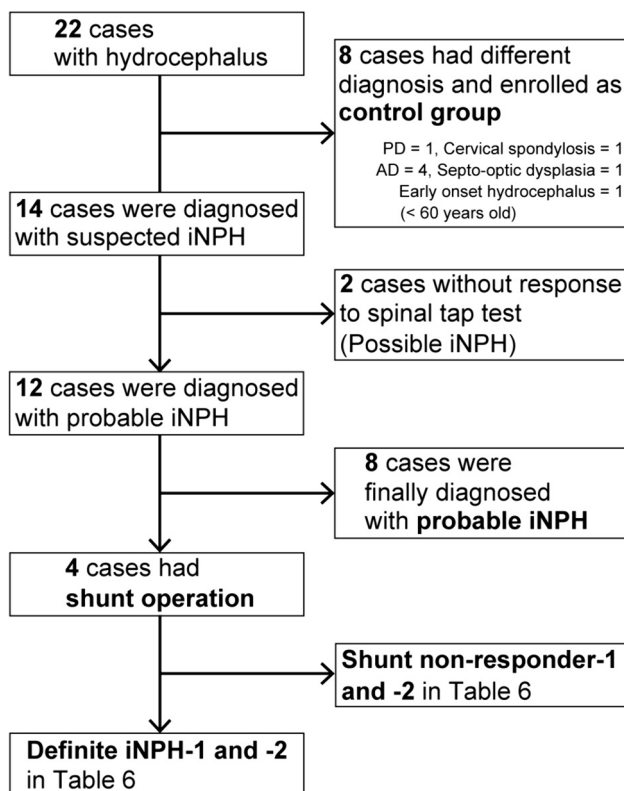 22 cases
with hydrocephalus
8 cases had different
diagnosis and enrolled as
control group
PD = 1, Cervical spondylosis = 1
AD = 4, Septo-optic dysplasia = 1
Early onset hydrocephalus = 1
(< 60 years old)
14 cases were diagnosed
with suspected iNPH
2 cases without response
to spinal tap test
(Possible iNPH)
12 cases were diagnosed
with probable iNPH
8 cases were
finally diagnosed
with probable iNPH
4 cases had
shunt operation
Shunt non-responder-1
and -2 in Table 6
Definite iNPH-1 and -2
in Table 6